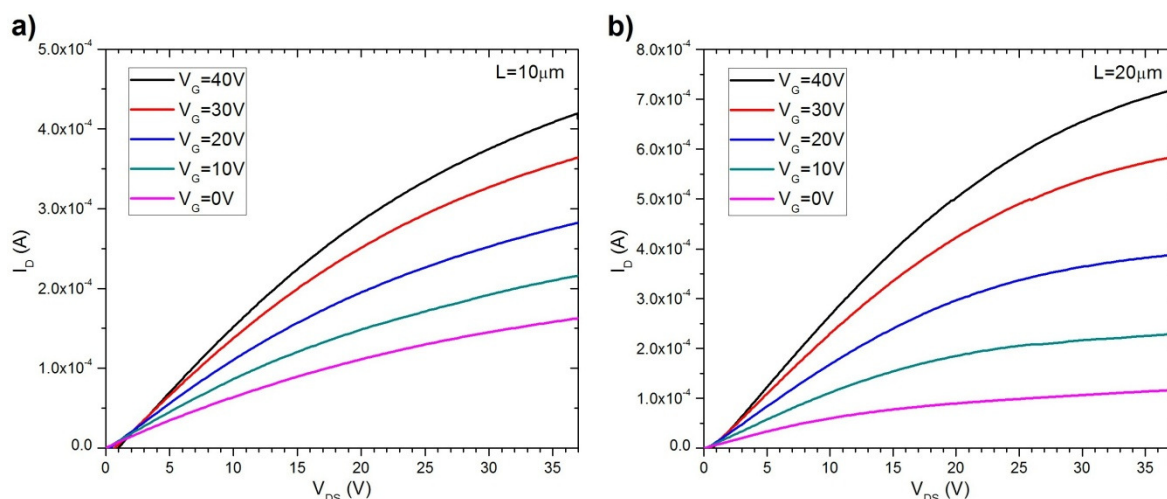 a)
5.0x10⁻⁴
4.0x10⁻⁴
3.0x10⁻⁴
2.0x10⁻⁴
1.0x10⁻⁴
0.0
I_D (A)
V_G=40V
V_G=30V
V_G=20V
V_G=10V
V_G=0V
L=10μm
0 5 10 15 20 25 30 35
V_DS (V)
b)
8.0x10⁻⁴
7.0x10⁻⁴
6.0x10⁻⁴
5.0x10⁻⁴
4.0x10⁻⁴
3.0x10⁻⁴
2.0x10⁻⁴
1.0x10⁻⁴
0.0
I_D (A)
V_G=40V
V_G=30V
V_G=20V
V_G=10V
V_G=0V
L=20μm
0 5 10 15 20 25 30 35
V_DS (V)